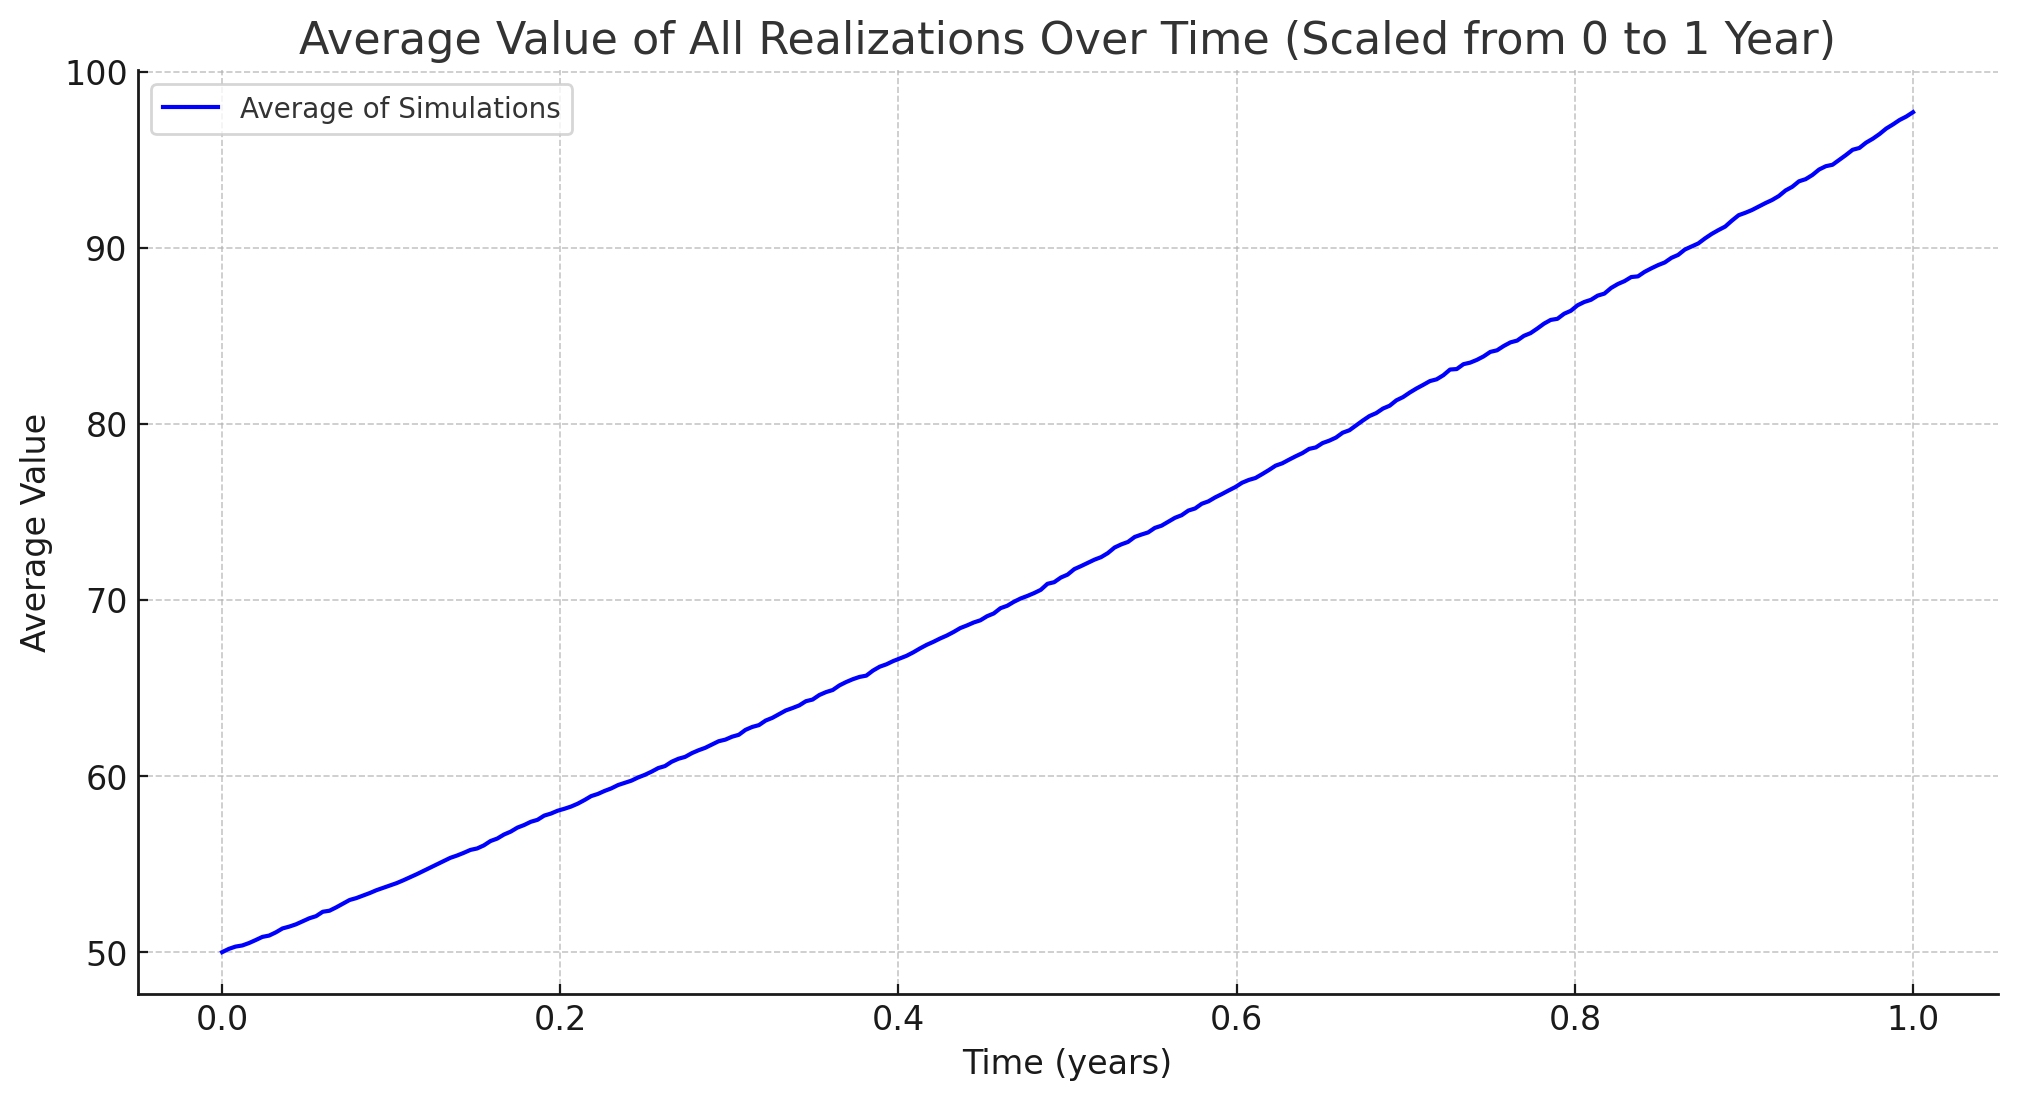 Average Value of All Realizations Over Time (Scaled from 0 to 1 Year)
Average of Simulations
100
90
80
70
60
50
Average Value
0.0 0.2 0.4 0.6 0.8 1.0
Time (years)